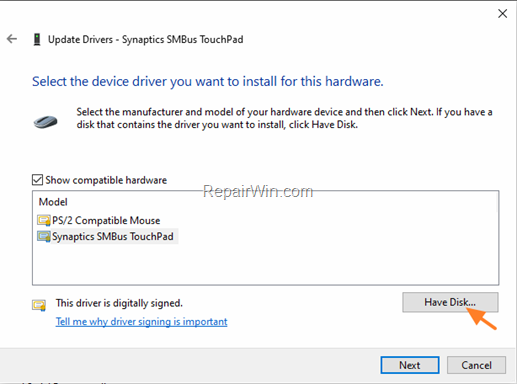 Update Drivers - Synaptics SMBus TouchPad
Select the device driver you want to install for this hardware.
Select the manufacturer and model of your hardware device and then click Next. If you have a
disk that contains the driver you want to install, click Have Disk.
Show compatible hardware
RepairWin.com
Model
PS/2 Compatible Mouse
Synaptics SMBus TouchPad
This driver is digitally signed.
Have Disk...
Tell me why driver signing is important
Next
Cancel